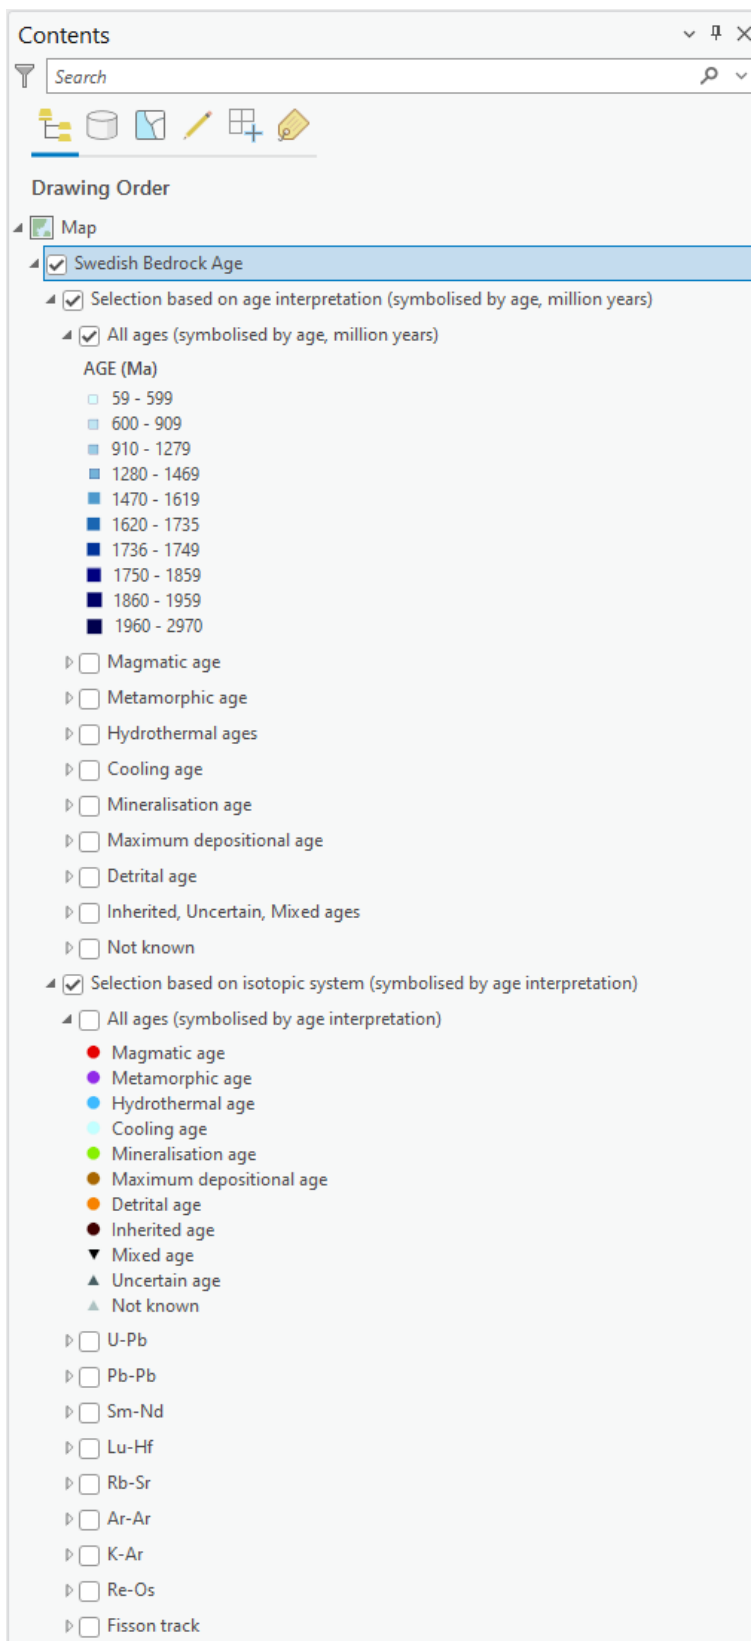 Contents
Search
Drawing Order
Map
Swedish Bedrock Age
Selection based on age interpretation (symbolised by age, million years)
All ages (symbolised by age, million years)
AGE (Ma)
59 - 599
600 - 909
910 - 1279
1280 - 1469
1470 - 1619
1620 - 1735
1736 - 1749
1750 - 1859
1860 - 1959
1960 - 2970
Magmatic age
Metamorphic age
Hydrothermal ages
Cooling age
Mineralisation age
Maximum depositional age
Detrital age
Inherited, Uncertain, Mixed ages
Not known
Selection based on isotopic system (symbolised by age interpretation)
All ages (symbolised by age interpretation)
Magmatic age
Metamorphic age
Hydrothermal age
Cooling age
Mineralisation age
Maximum depositional age
Detrital age
Inherited age
Mixed age
Uncertain age
Not known
U-Pb
Pb-Pb
Sm-Nd
Lu-Hf
Rb-Sr
Ar-Ar
K-Ar
Re-Os
Fisson track